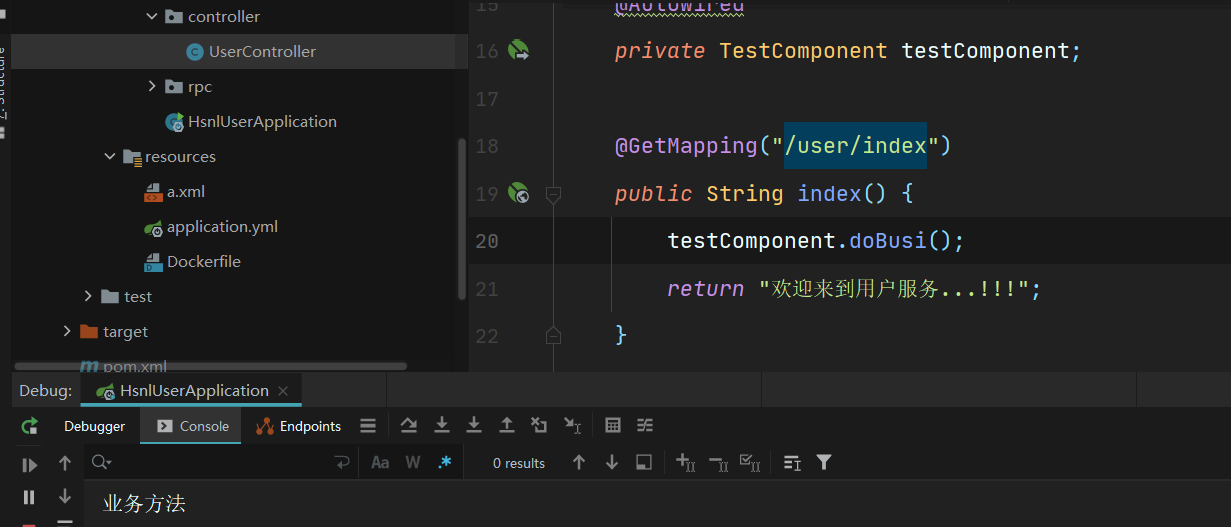 controller
UserController
rpc
HsnlUserApplication
resources
a.xml
application.yml
Dockerfile
test
target
pom.xml
15 @Autowired
16 private TestComponent testComponent;
17
18 @GetMapping("/user/index")
19 public String index() {
20 testComponent.doBusi();
21 return "欢迎来到用户服务...!!!";
22 }
Debug: HsnlUserApplication
Debugger Console Endpoints
Aa W .* 0 results
业务方法